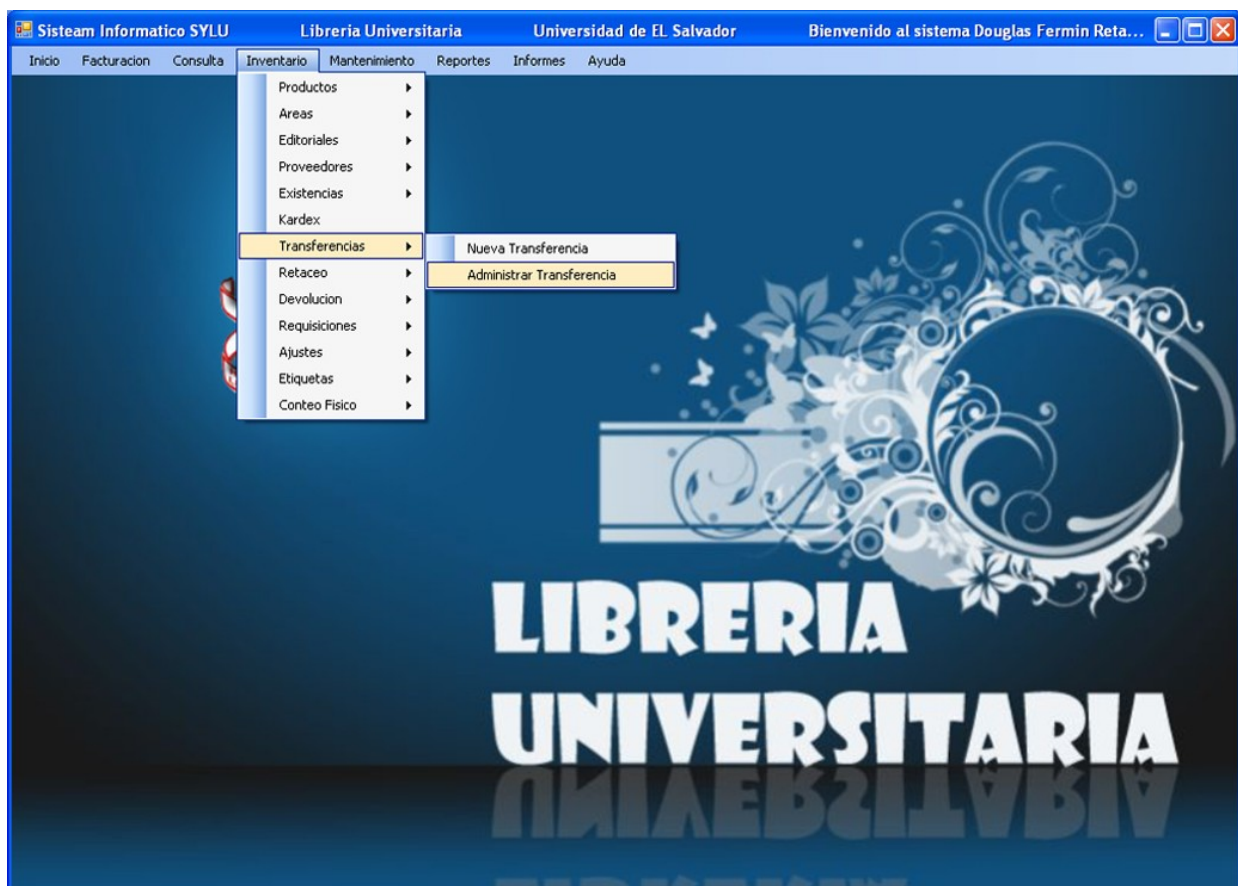 Sisteam Informatico SYLU Libreria Universitaria Universidad de EL Salvador Bienvenido al sistema Douglas Fermin Reta...
Inicio Facturacion Consulta Inventario Mantenimiento Reportes Informes Ayuda
Productos
Areas
Editoriales
Proveedores
Existencias
Kardex
Transferencias
Nueva Transferencia
Administrar Transferencia
Retaceo
Devolucion
Requisiciones
Ajustes
Etiquetas
Conteo Fisico
LIBRERIA
UNIVERSITARIA